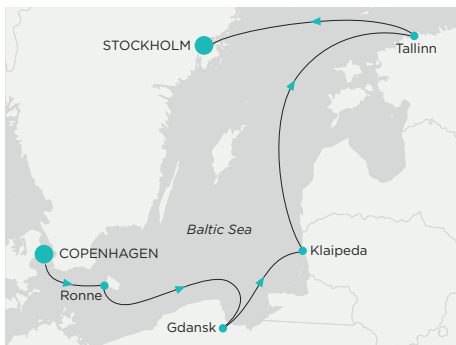 STOCKHOLM
Tallinn
Baltic Sea
Klaipeda
COPENHAGEN
Ronne
Gdansk